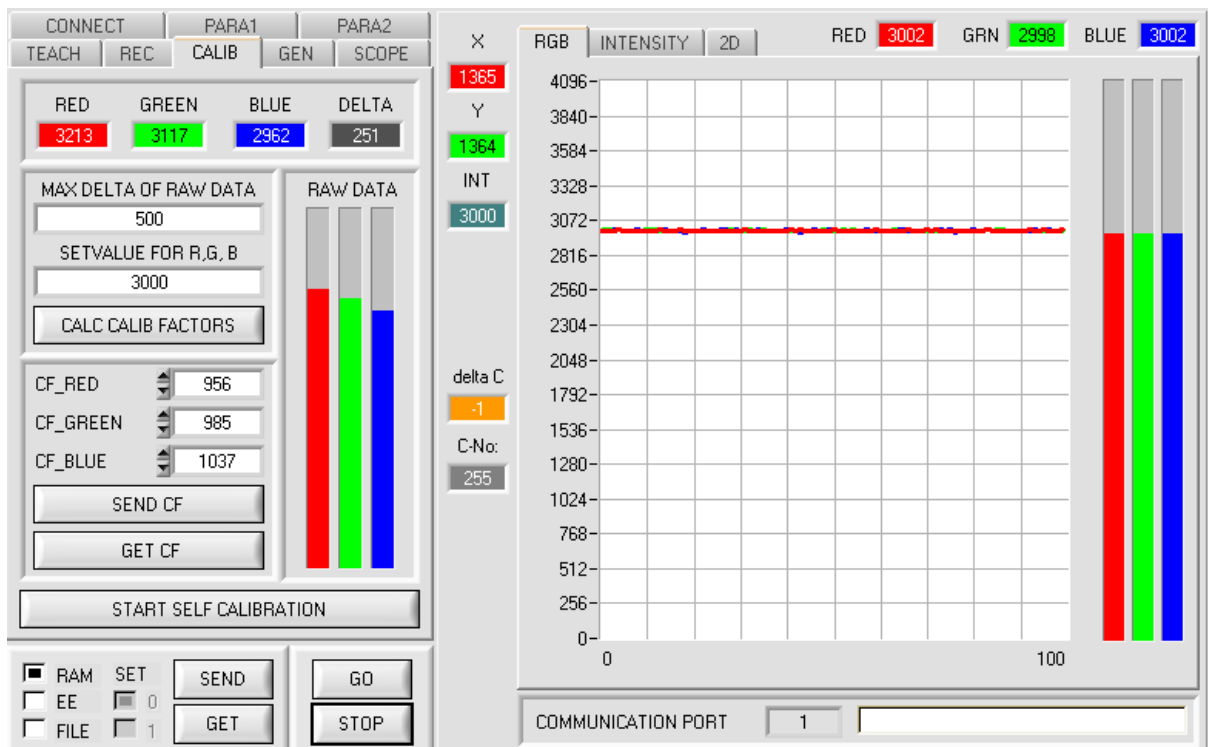 CONNECT PARA1 PARA2
TEACH REC CALIB GEN SCOPE
RED GREEN BLUE DELTA
3213 3117 2962 251
MAX DELTA OF RAW DATA
500
SETVALUE FOR R,G, B
3000
CALC CALIB FACTORS
RAW DATA
CF_RED 956
CF_GREEN 985
CF_BLUE 1037
SEND CF
GET CF
START SELF CALIBRATION
RAM SET SEND GO
EE 0
FILE 1 GET STOP
X
1365
Y
1364
INT
3000
delta C
-1
C-No:
255
RGB INTENSITY 2D RED 3002 GRN 2998 BLUE 3002
4096
3840
3584
3328
3072
2816
2560
2304
2048
1792
1536
1280
1024
768
512
256
0
0 100
COMMUNICATION PORT 1